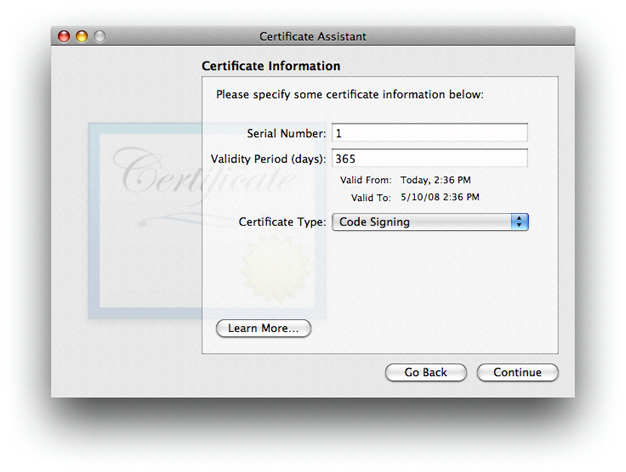 Certificate Assistant
Certificate Information
Please specify some certificate information below:
Certificate
Serial Number: 1
Validity Period (days): 365
Valid From: Today, 2:36 PM
Valid To: 5/10/08 2:36 PM
Certificate Type: Code Signing
Learn More...
Go Back Continue